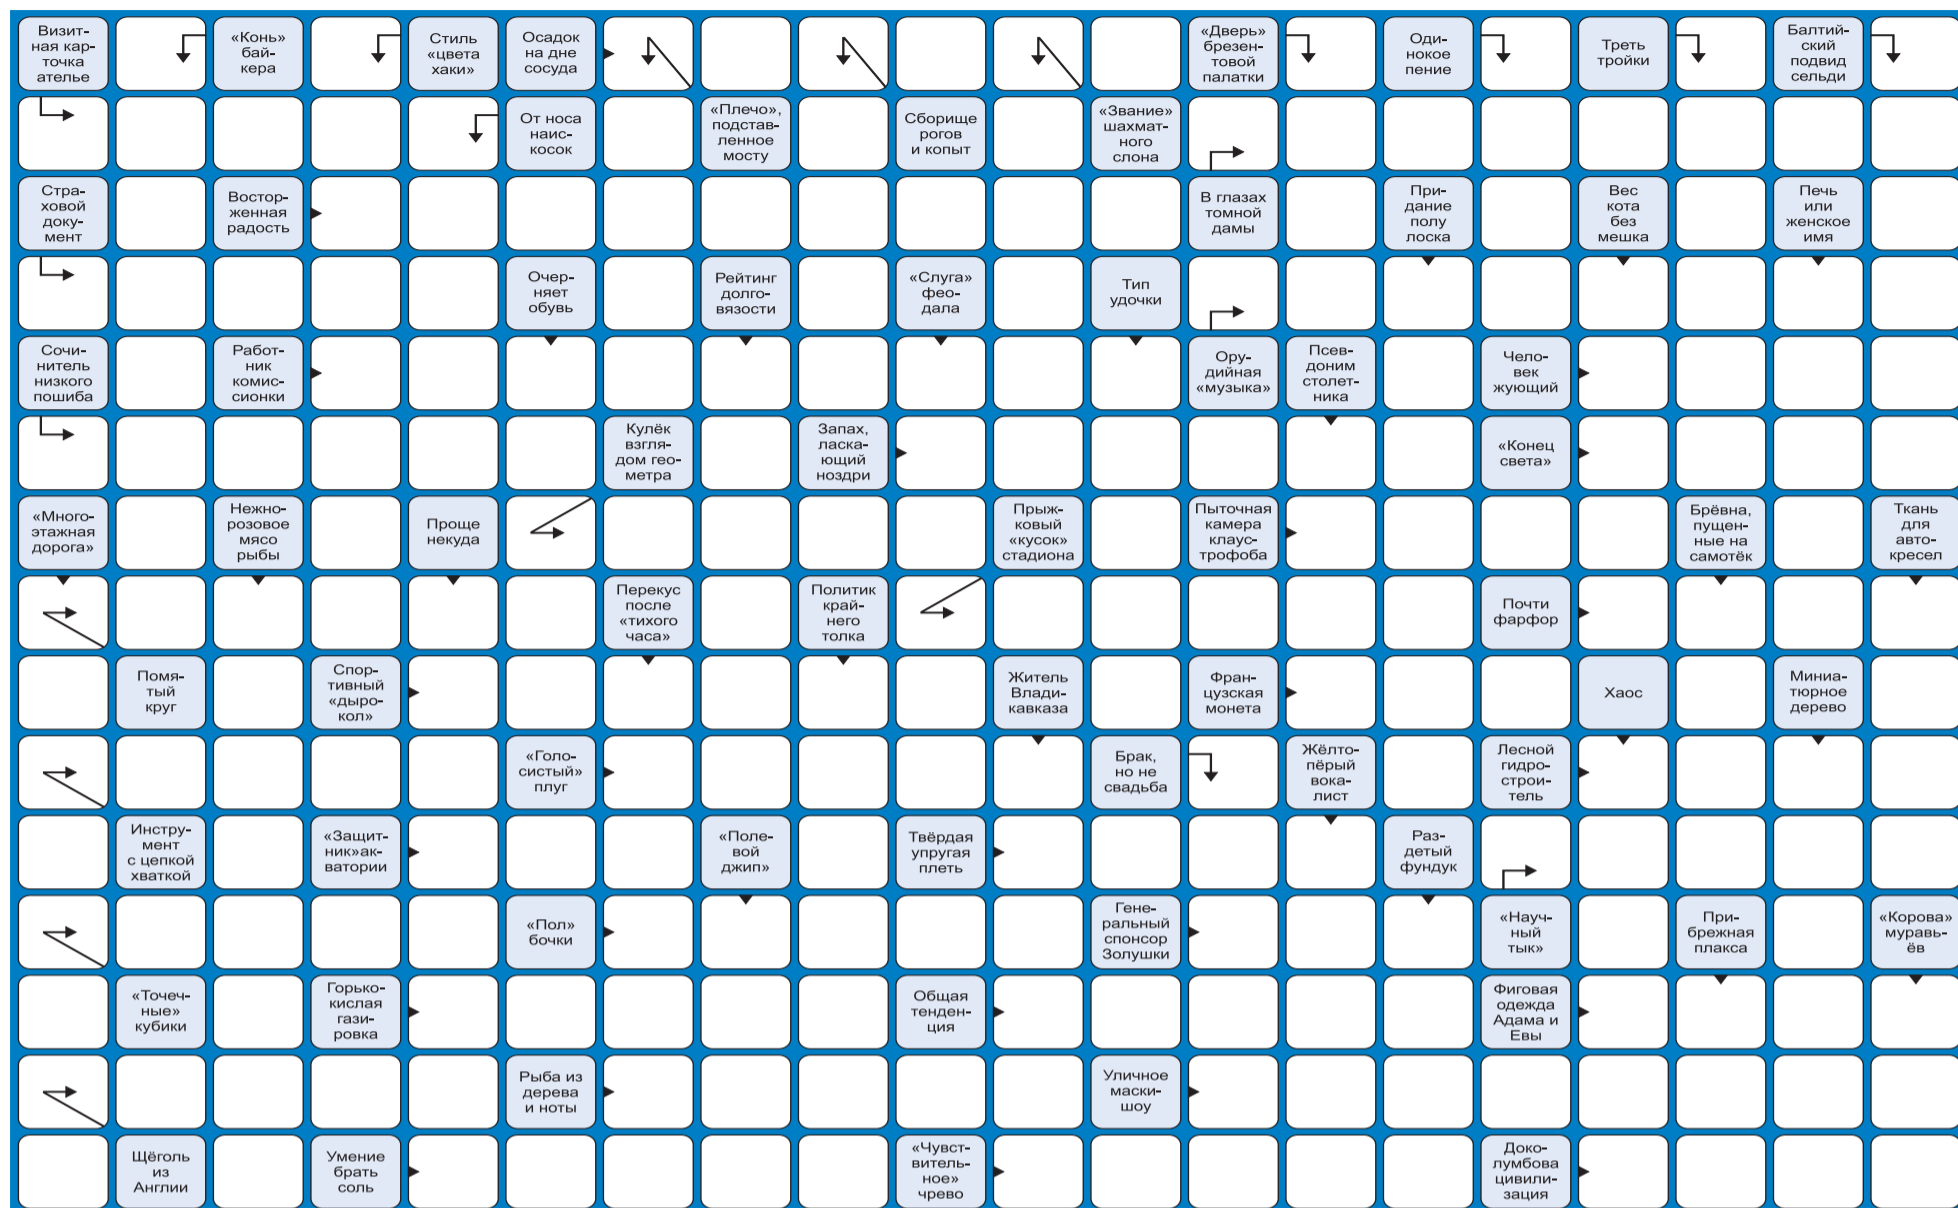 Визит-
ная кар-
точка
ателье
«Конь»
бай-
кера
Стиль
«цвета
хаки»
Осадок
на дне
сосуда
«Дверь»
брезен-
товой
палатки
Оди-
нокое
пение
Треть
тройки
Балтий-
ский
подвид
сельди
От носа
наис-
косок
«Плечо»,
подстав-
ленное
мосту
Сборище
рогов
и копыт
«Звание»
шахмат-
ного
слона
Стра-
ховой
доку-
мент
Востор-
женная
радость
В глазах
томной
дамы
При-
дание
полу
лоска
Вес
кота
без
мешка
Печь
или
женское
имя
Очер-
няет
обувь
Рейтинг
долго-
вязости
«Слуга»
фео-
дала
Тип
удочки
Сочи-
нитель
низкого
пошиба
Работ-
ник
комис-
сионки
Ору-
дийная
«музыка»
Псев-
доним
столет-
ника
Чело-
век
жующий
Кулёк
взгля-
дом гео-
метра
Запах,
ласка-
ющий
ноздри
«Конец
света»
«Много-
этажная
дорога»
Нежно-
розовое
мясо
рыбы
Проще
некуда
Прыж-
ковый
«кусок»
стадиона
Пыточная
камера
клаус-
трофоба
Брёвна,
пущен-
ные на
самотёк
Ткань
для
авто-
кресел
Перекус
после
«тихого
часа»
Политик
край-
него
толка
Почти
фарфор
Помя-
тый
круг
Спор-
тивный
«дыро-
кол»
Житель
Влади-
кавказа
Фран-
цузская
монета
Хаос
Миниа-
тюрное
дерево
«Голо-
систый»
плуг
Брак,
но не
свадьба
Жёлто-
пёрый
вока-
лист
Лесной
гидро-
строи-
тель
Инстру-
мент
с цепкой
хваткой
«Защит-
ник»ак-
ватории
«Поле-
вой
джип»
Твёрдая
упругая
плеть
Раз-
детый
фундук
«Пол»
бочки
Гене-
ральный
спонсор
Золушки
«Науч-
ный
тык»
При-
брежная
плакса
«Корова»
муравь-
ёв
«Точеч-
ные»
кубики
Горько-
кислая
гази-
ровка
Общая
тенден-
ция
Фиговая
одежда
Адама и
Евы
Рыба из
дерева
и ноты
Уличное
маски-
шоу
Щёголь
из
Англии
Умение
брать
соль
«Чувст-
витель-
ное»
чрево
Доко-
лумбова
цивили-
зация